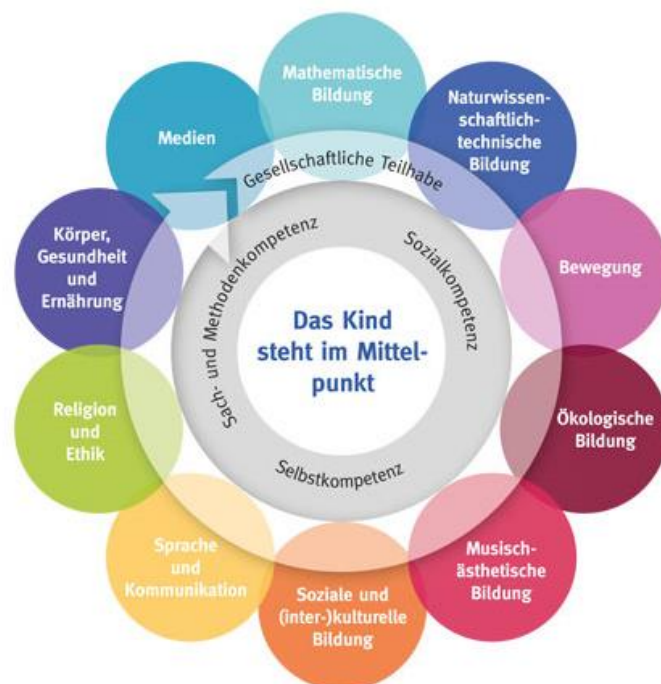 Mathematische
Bildung
Naturwissen-
schaftlich-
technische
Bildung
Medien
Gesellschaftliche Teilhabe
Körper,
Gesundheit
und
Ernährung
Sach- und Methodenkompetenz
Sozialkompetenz
Bewegung
Das Kind
steht im Mittel-
punkt
Religion
und
Ethik
Ökologische
Bildung
Selbstkompetenz
Sprache
und
Kommunikation
Soziale und
(inter-)kulturelle
Bildung
Musisch-
ästhetische
Bildung